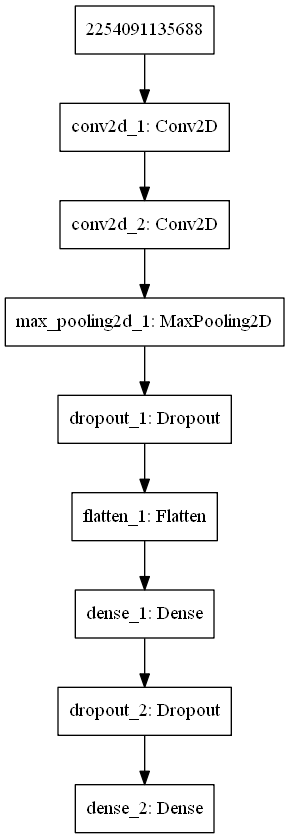 2254091135688
conv2d_1: Conv2D
conv2d_2: Conv2D
max_pooling2d_1: MaxPooling2D
dropout_1: Dropout
flatten_1: Flatten
dense_1: Dense
dropout_2: Dropout
dense_2: Dense